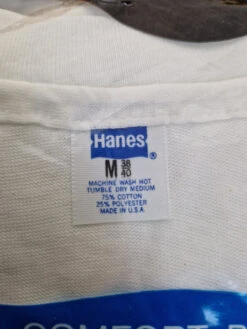 Hanes
®
M 38 40
MACHINE WASH HOT
TUMBLE DRY MEDIUM
75% COTTON
25% POLYESTER
MADE IN U.S.A.